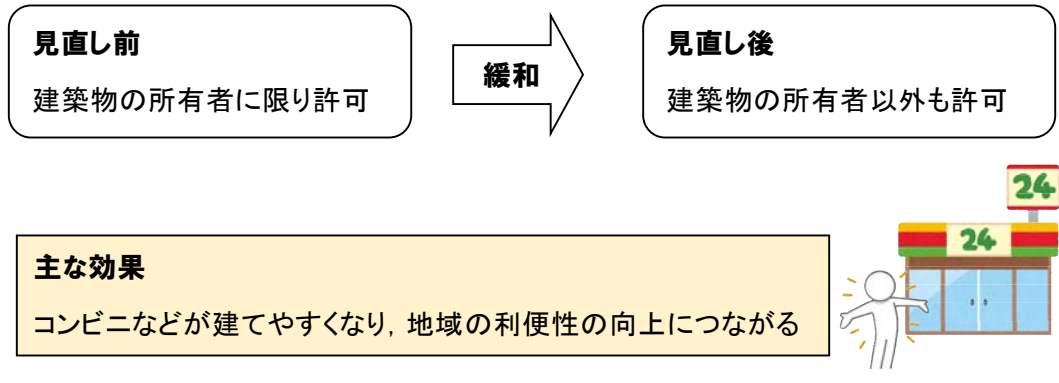 見直し前
建築物の所有者に限り許可
緩和
見直し後
建築物の所有者以外も許可
24
24
主な効果
コンビニなどが建てやすくなり，地域の利便性の向上につながる